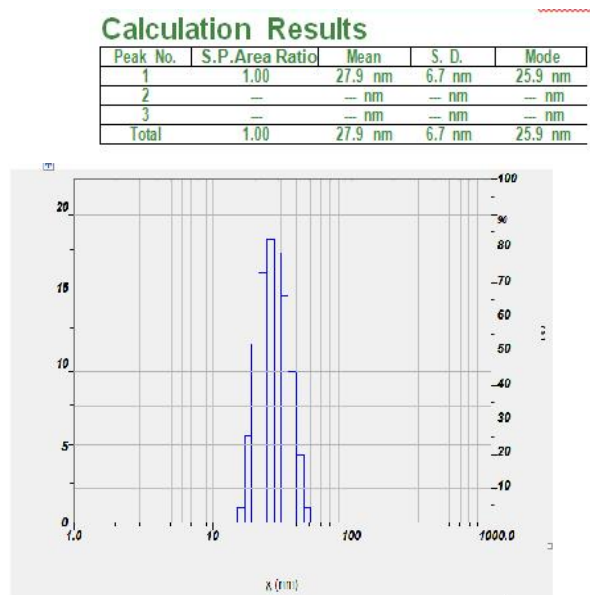 Calculation Results
Peak No. S.P.Area Ratio Mean S. D. Mode
1 1.00 27.9 nm 6.7 nm 25.9 nm
2 --- --- nm --- nm --- nm
3 --- --- nm --- nm --- nm
Total 1.00 27.9 nm 6.7 nm 25.9 nm
100
20 90
80
15 70
60
50
10 40
30
5 20
10
0
1.0 10 100 1000.0
x (nm)